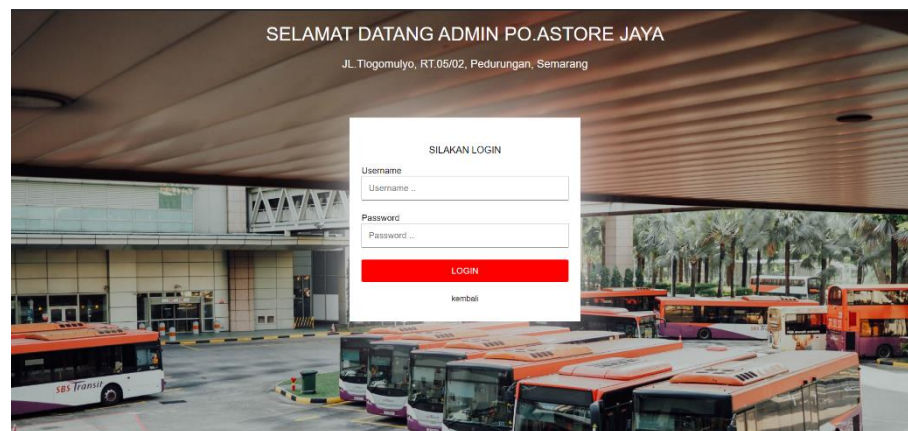 SELAMAT DATANG ADMIN PO.ASTORE JAYA
JL.Tlogomulyo, RT.05/02, Pedurungan, Semarang
SILAKAN LOGIN
Username
Username ..
Password
Password ..
LOGIN
kembali
SBS Transit